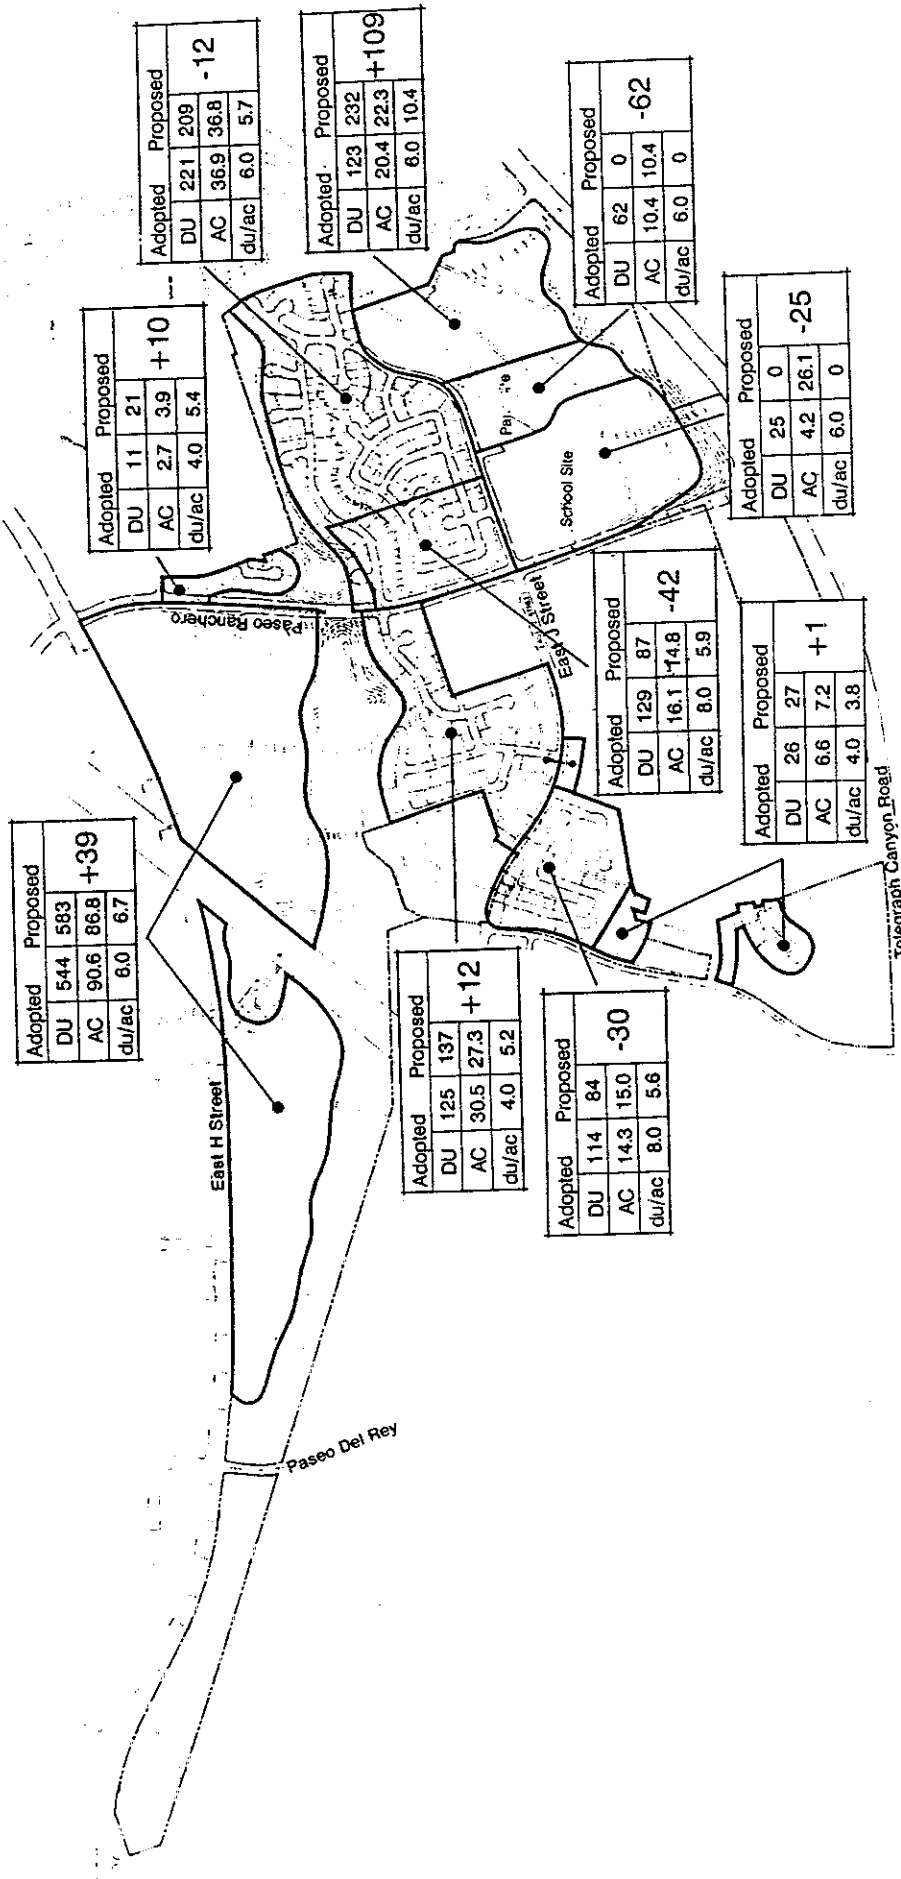 Adopted Proposed
DU 221 209 -12
AC 36.9 36.8
du/ac 6.0 5.7
Adopted Proposed
DU 123 232 +109
AC 20.4 22.3
du/ac 6.0 10.4
Adopted Proposed
DU 11 21 +10
AC 2.7 3.9
du/ac 4.0 5.4
Adopted Proposed
DU 62 0 -62
AC 10.4 10.4
du/ac 6.0 0
Adopted Proposed
DU 25 0 -25
AC 4.2 26.1
du/ac 6.0 0
School Site
Paseo Ranchero
East J Street
Adopted Proposed
DU 129 87 -42
AC 16.1 14.8
du/ac 8.0 5.9
Adopted Proposed
DU 26 27 +1
AC 6.6 7.2
du/ac 4.0 3.8
Telegraph Canyon Road
Adopted Proposed
DU 544 583 +39
AC 90.6 86.8
du/ac 6.0 6.7
East H Street
Adopted Proposed
DU 125 137 +12
AC 30.5 27.3
du/ac 4.0 5.2
Adopted Proposed
DU 114 84 -30
AC 14.3 15.0
du/ac 8.0 5.6
Paseo Del Rey